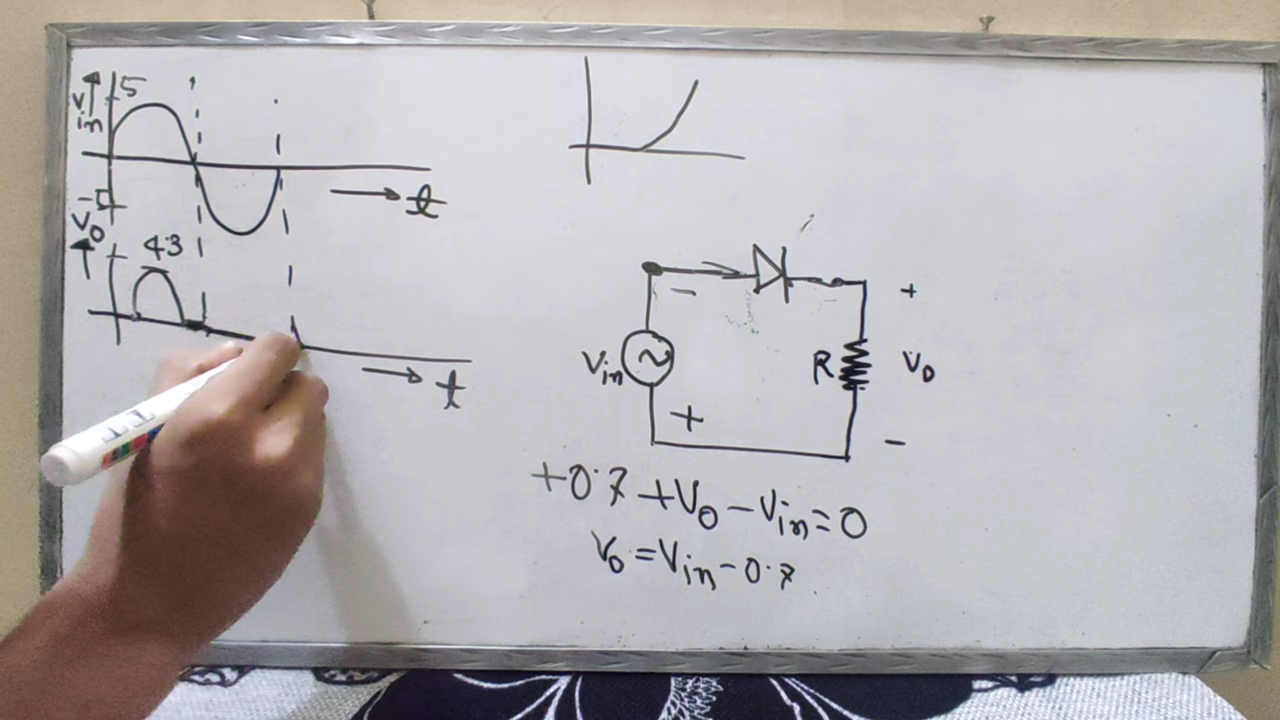 5
Vin
t
-5
Vo
4.3
t
-
+
Vin
+
R
Vo
-
+0.7+Vo-Vin=0
Vo=Vin-0.7